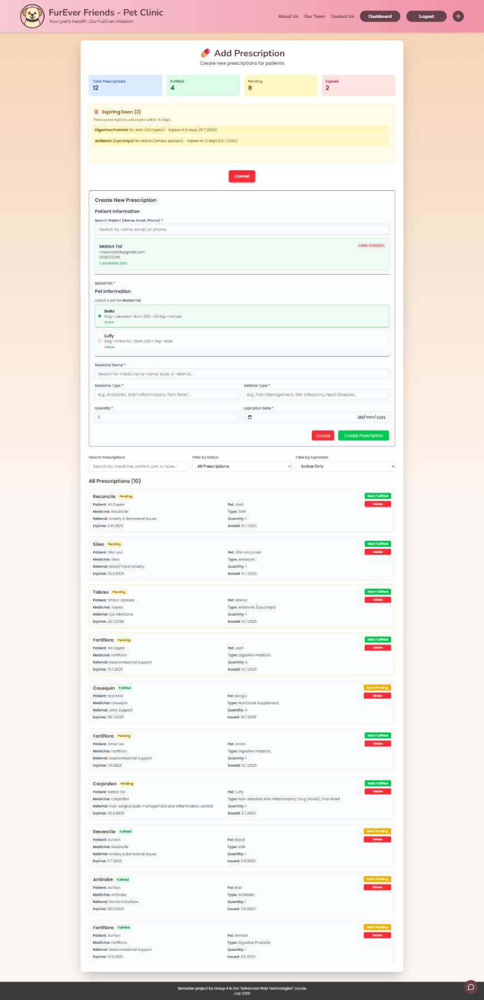 FurEver Friends - Pet Clinic
Your pet's health. Our FurEver mission.
About Us
Our Team
Contact Us
Dashboard
Logout
Add Prescription
Create new prescriptions for patients
Total Prescriptions
12
Fulfilled
4
Pending
8
Expired
2
Expiring Soon (2)
These prescriptions will expire within 15 days.
Digestive Probiotic for Josh (Ali Copter) - Expires in 5 days (15.7.2025)
Antibiotic (Eye Drops) for Marvel (Smaul Jackson) - Expires in 13 days (23.7.2025)
Cancel
Create New Prescription
Patient Information
Search Patient (Name, Email, Phone) *
Search by name, email, or phone...
Matan Tal
Clear Selection
matantal606@gmail.com
0528305315
2 available pets
Select Pet *
Pet Information
Select a pet for Matan Tal
Bella
Dog • Labrador • Born 2021 • 25.4kg • Female
Active
Luffy
Dog • Shiba Inu • Born 2021 • 11kg • Male
Active
Medicine Name *
Search for medicine by name, type, or referral...
Medicine Type *
Referral Type *
e.g., Antibiotic, Anti-inflammatory, Pain Relief...
e.g., Pain Management, Skin Infections, Heart Disease...
Quantity *
Expiration Date *
1
dd/mm/yyyy
Cancel
Create Prescription
Search Prescriptions
Filter by Status
Filter by Expiration
Search by medicine, patient, pet, or type...
All Prescriptions
Active Only
All Prescriptions (10)
Reconcile Pending
Mark Fulfilled
Patient: Ali Copter
Pet: Josh
Delete
Medicine: Reconcile
Type: SSRI
Referral: Anxiety & Behavioral Issues
Quantity: 1
Expires: 8.10.2025
Issued: 10.7.2025
Sileo Pending
Mark Fulfilled
Patient: Ofer Levi
Pet: Ofer Levi junior
Delete
Medicine: Sileo
Type: Anxiolytic
Referral: Noise/Travel Anxiety
Quantity: 1
Expires: 30.9.2025
Issued: 10.7.2025
Tobrex Pending
Mark Fulfilled
Patient: Smaul Jackson
Pet: Marvel
Delete
Medicine: Tobrex
Type: Antibiotic (Eye Drops)
Referral: Eye Infections
Quantity: 1
Expires: 23.7.2025
Issued: 10.7.2025
Fortiflora Pending
Mark Fulfilled
Patient: Ali Copter
Pet: Josh
Delete
Medicine: Fortiflora
Type: Digestive Probiotic
Referral: Gastrointestinal Support
Quantity: 2
Expires: 15.7.2025
Issued: 10.7.2025
Cosequin Fulfilled
Mark Pending
Patient: Noa Kirel
Pet: Mergui
Delete
Medicine: Cosequin
Type: Nutritional Supplement
Referral: Joint Support
Quantity: 4
Expires: 28.7.2025
Issued: 10.7.2025
Fortiflora Pending
Mark Fulfilled
Patient: Omer Lev
Pet: Arnon
Delete
Medicine: Fortiflora
Type: Digestive Probiotic
Referral: Gastrointestinal Support
Quantity: 1
Expires: 7.8.2025
Issued: 10.7.2025
Carprofen Pending
Mark Fulfilled
Patient: Matan Tal
Pet: Luffy
Delete
Medicine: Carprofen
Type: Non-steroidal Anti-Inflammatory Drug (NSAID), Pain Relief
Referral: Post-surgical pain management and inflammation control
Quantity: 1
Expires: 30.9.2025
Issued: 9.7.2025
Reconcile Fulfilled
Mark Pending
Patient: Avi Ron
Pet: Kipod
Delete
Medicine: Reconcile
Type: SSRI
Referral: Anxiety & Behavioral Issues
Quantity: 1
Expires: 11.7.2025
Issued: 11.6.2025
Antirobe Fulfilled
Mark Pending
Patient: Avi Ron
Pet: Kiwi
Delete
Medicine: Antirobe
Type: Antibiotic
Referral: Dental Infections
Quantity: 1
Expires: 20.6.2025
Issued: 11.6.2025
Fortiflora Fulfilled
Mark Pending
Patient: Avi Ron
Pet: Amnon
Delete
Medicine: Fortiflora
Type: Digestive Probiotic
Referral: Gastrointestinal Support
Quantity: 1
Expires: 10.6.2025
Issued: 9.6.2025
Semester project by Group 4 in the "Advanced Web Technologies" course
July 2025